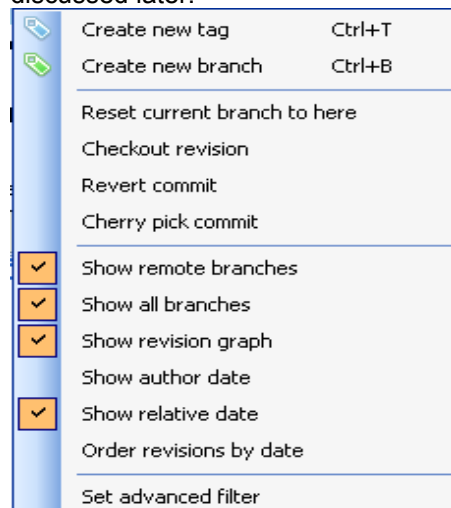 discussed later.
Create new tag Ctrl+T
Create new branch Ctrl+B
Reset current branch to here
Checkout revision
Revert commit
Cherry pick commit
Show remote branches
Show all branches
Show revision graph
Show author date
Show relative date
Order revisions by date
Set advanced filter